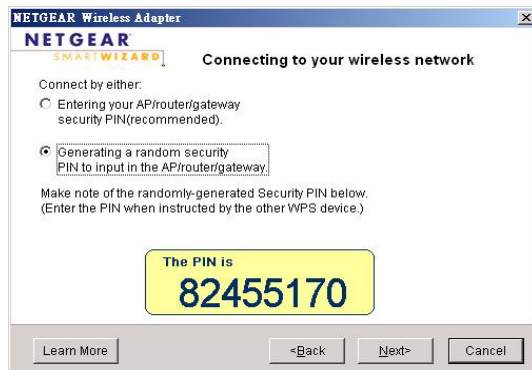 NETGEAR Wireless Adapter
NETGEAR
SMARTWIZARD
Connecting to your wireless network
Connect by either:
Entering your AP/router/gateway
security PIN(recommended).
Generating a random security
PIN to input in the AP/router/gateway.
Make note of the randomly-generated Security PIN below.
(Enter the PIN when instructed by the other WPS device.)
The PIN is
82455170
Learn More
<Back
Next>
Cancel